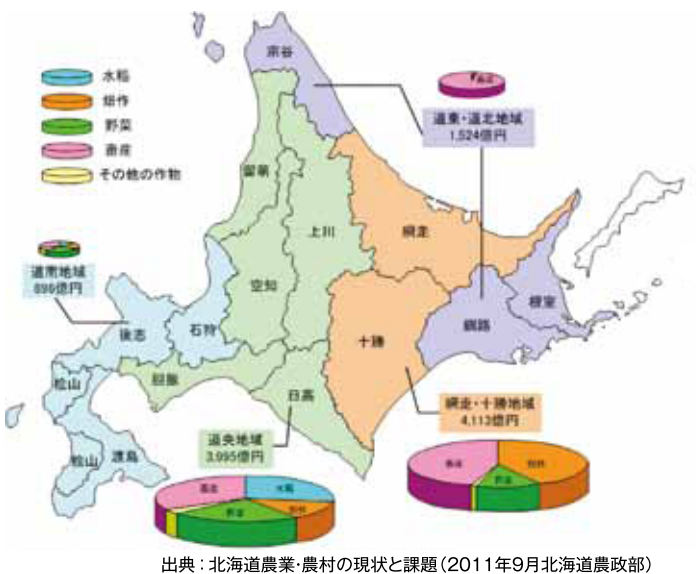 水稲
畑作
野菜
畜産
その他の作物
宗谷
道東・道北地域
1,524億円
留萌
上川
網走
道南地域
空知
根室
後志
石狩
釧路
十勝
胆振
桧山
日高
網走・十勝地域
4,113億円
道央地域
3,995億円
桧山
渡島
畜産
水稲
畑作
野菜
畜産
畑作
野菜
出典：北海道農業・農村の現状と課題（2011年9月北海道農政部）